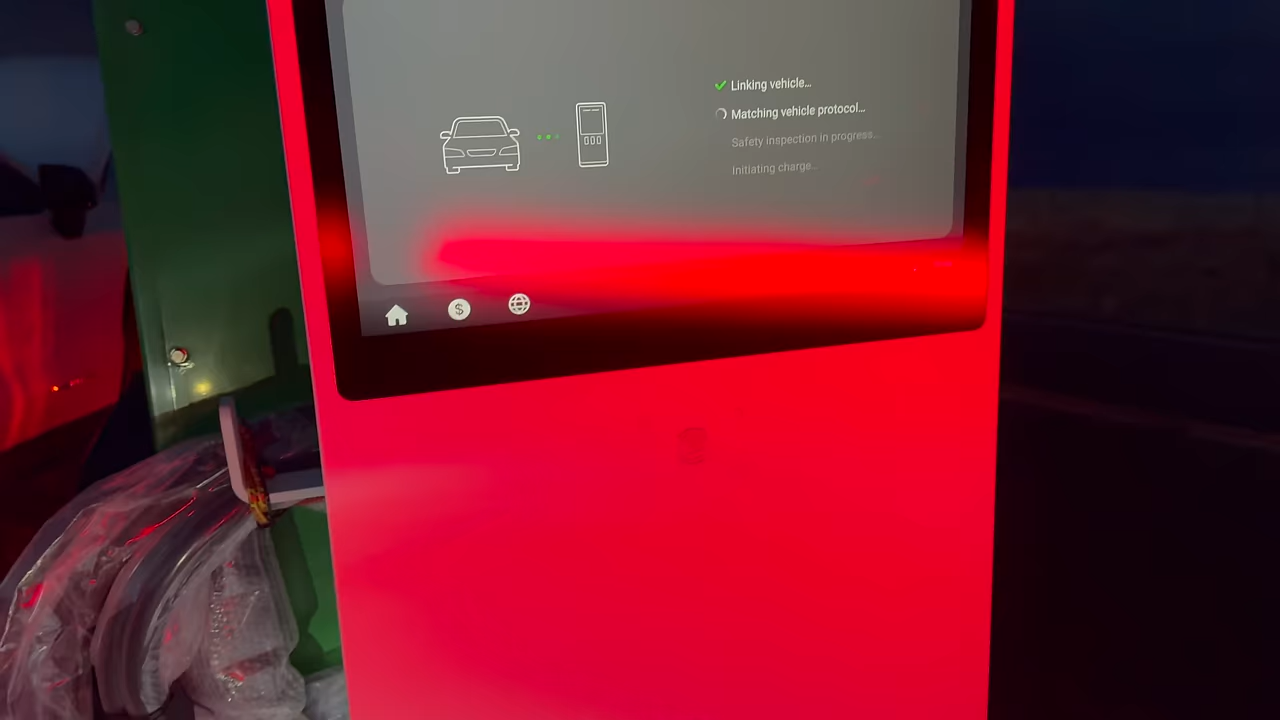 Linking vehicle...
Matching vehicle protocol...
Safety inspection in progress...
Initiating charge...
$